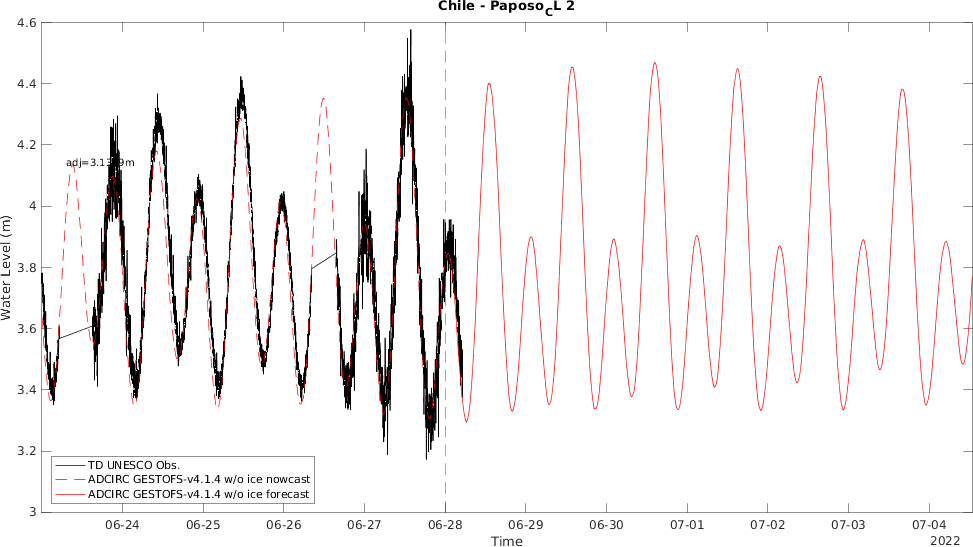 Chile - Paposo_CL 2
Water Level (m)
4.6
4.4
4.2
4
3.8
3.6
3.4
3.2
3
TD UNESCO Obs.
ADCIRC GESTOFS-v4.1.4 w/o ice nowcast
ADCIRC GESTOFS-v4.1.4 w/o ice forecast
06-24 06-25 06-26 06-27 06-28 06-29 06-30 07-01 07-02 07-03 07-04
Time
2022